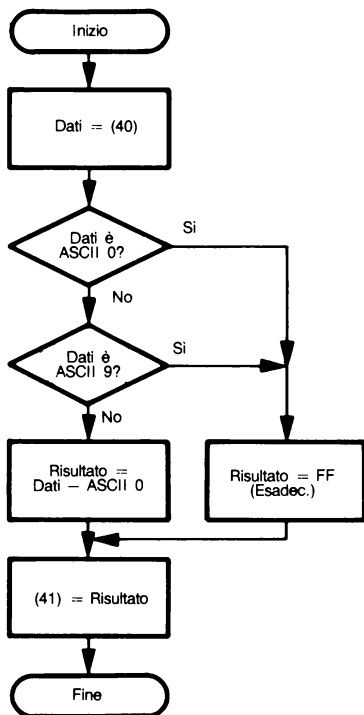 Inizio
Dati = (40)
Dati è
ASCII 0?
Si
No
Dati è
ASCII 9?
Si
No
Risultato =
Dati – ASCII 0
Risultato = FF
(Esadec.)
(41) = Risultato
Fine